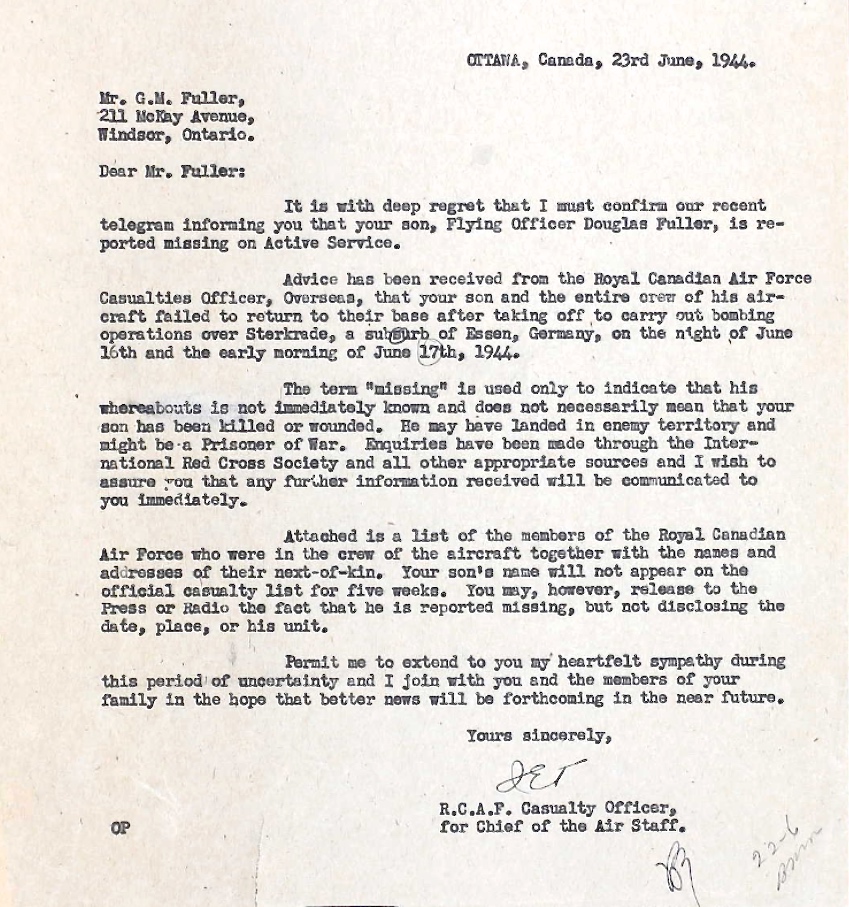 OTTAWA, Canada, 23rd June, 1944.
Mr. G.M. Fuller,
211 McKay Avenue,
Windsor, Ontario.
Dear Mr. Fuller:
It is with deep regret that I must confirm our recent
telegram informing you that your son, Flying Officer Douglas Fuller, is re-
ported missing on Active Service.
Advice has been received from the Royal Canadian Air Force
Casualties Officer, Overseas, that your son and the entire crew of his air-
craft failed to return to their base after taking off to carry out bombing
operations over Sterkrade, a suburb of Essen, Germany, on the night of June
16th and the early morning of June 17th, 1944.
The term "missing" is used only to indicate that his
whereabouts is not immediately known and does not necessarily mean that your
son has been killed or wounded. He may have landed in enemy territory and
might be a Prisoner of War. Enquiries have been made through the Inter-
national Red Cross Society and all other appropriate sources and I wish to
assure you that any further information received will be communicated to
you immediately.
Attached is a list of the members of the Royal Canadian
Air Force who were in the crew of the aircraft together with the names and
addresses of their next-of-kin. Your son's name will not appear on the
official casualty list for five weeks. You may, however, release to the
Press or Radio the fact that he is reported missing, but not disclosing the
date, place, or his unit.
Permit me to extend to you my heartfelt sympathy during
this period of uncertainty and I join with you and the members of your
family in the hope that better news will be forthcoming in the near future.
Yours sincerely,
R.C.A.F. Casualty Officer,
OP for Chief of the Air Staff.
22-6